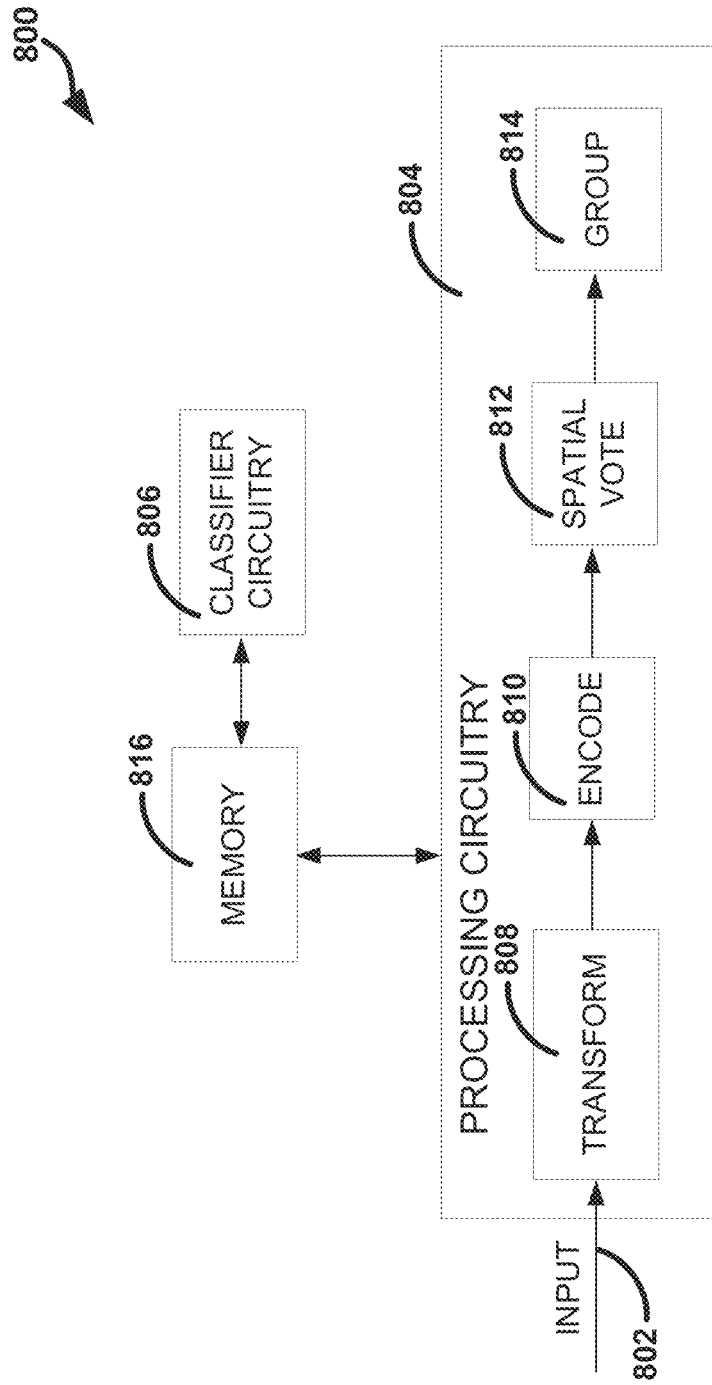 800
806
CLASSIFIER
CIRCUITRY
816
MEMORY
804
PROCESSING CIRCUITRY
INPUT
802
808
TRANSFORM
810
ENCODE
812
SPATIAL
VOTE
814
GROUP